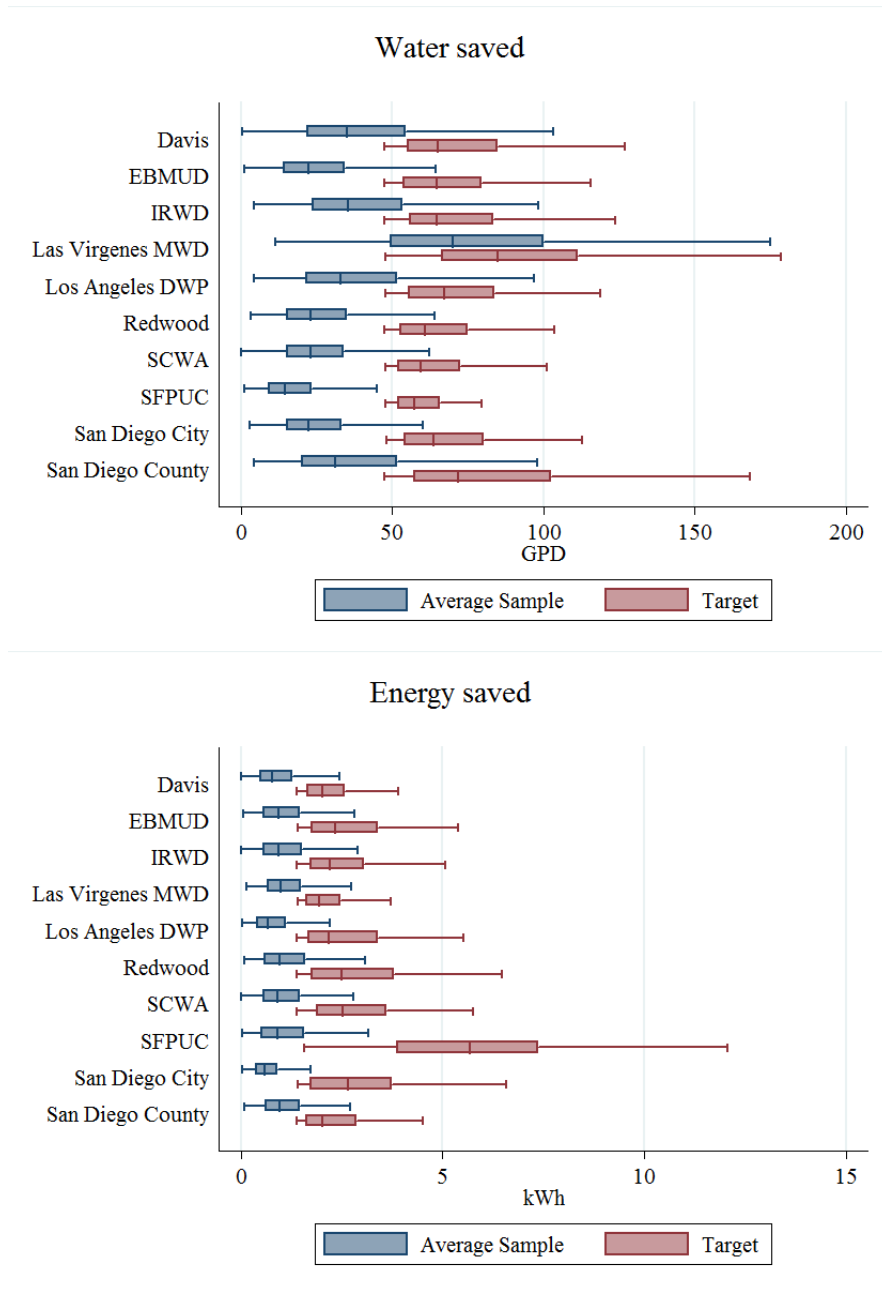 Water saved
Davis
EBMUD
IRWD
Las Virgenes MWD
Los Angeles DWP
Redwood
SCWA
SFPUC
San Diego City
San Diego County
0 50 100 150 200
GPD
Average Sample Target
Energy saved
Davis
EBMUD
IRWD
Las Virgenes MWD
Los Angeles DWP
Redwood
SCWA
SFPUC
San Diego City
San Diego County
0 5 10 15
kWh
Average Sample Target